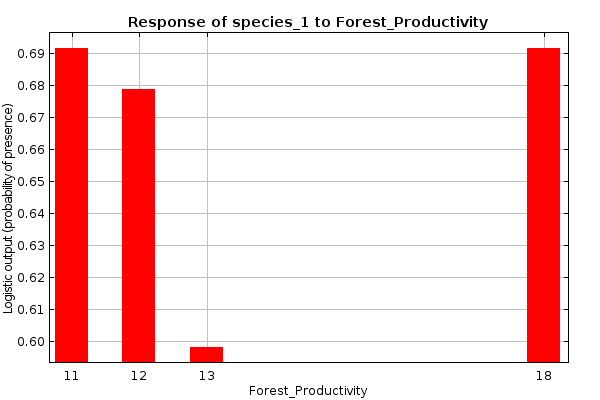 Response of species_1 to Forest_Productivity
Logistic output (probability of presence)
0.69
0.68
0.67
0.66
0.65
0.64
0.63
0.62
0.61
0.60
11 12 13 18
Forest_Productivity